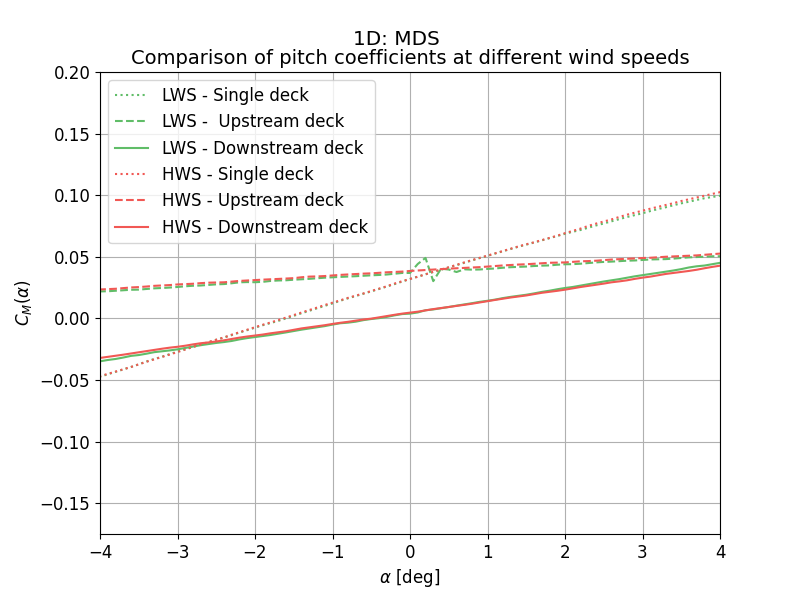 1D: MDS
Comparison of pitch coefficients at different wind speeds
0.20
0.15
0.10
0.05
0.00
−0.05
−0.10
−0.15
C_M(α)
LWS - Single deck
LWS -  Upstream deck
LWS - Downstream deck
HWS - Single deck
HWS - Upstream deck
HWS - Downstream deck
−4 −3 −2 −1 0 1 2 3 4
α [deg]